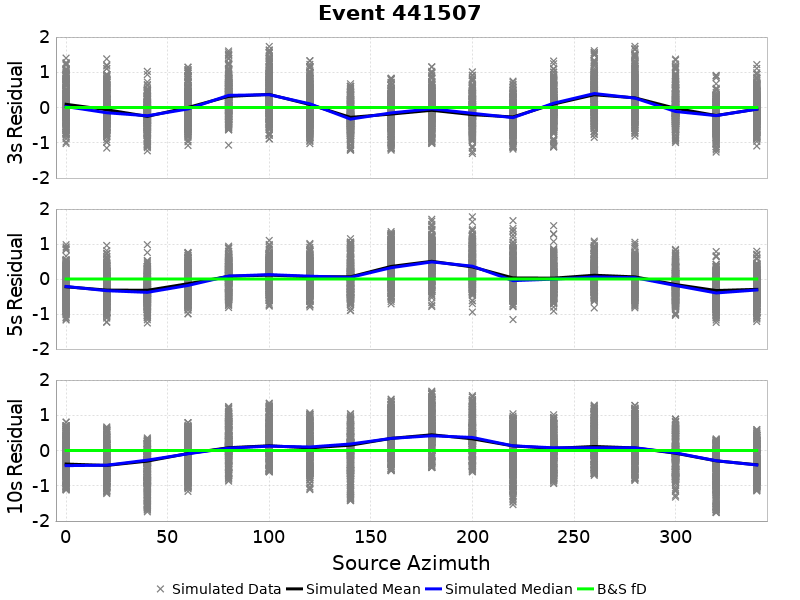 Event 441507
3s Residual
2
1
0
-1
-2
5s Residual
2
1
0
-1
-2
10s Residual
2
1
0
-1
-2
0 50 100 150 200 250 300
Source Azimuth
Simulated Data Simulated Mean Simulated Median B&S fD